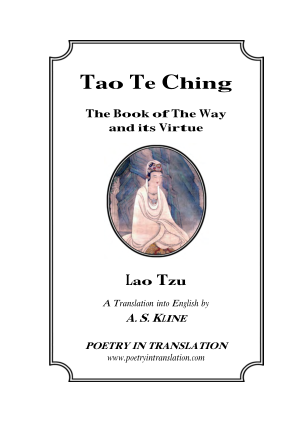 Tao Te Ching
The Book of The Way
and its Virtue
Lao Tzu
A Translation into English by
A. S. KLINE
POETRY IN TRANSLATION
www.poetryintranslation.com